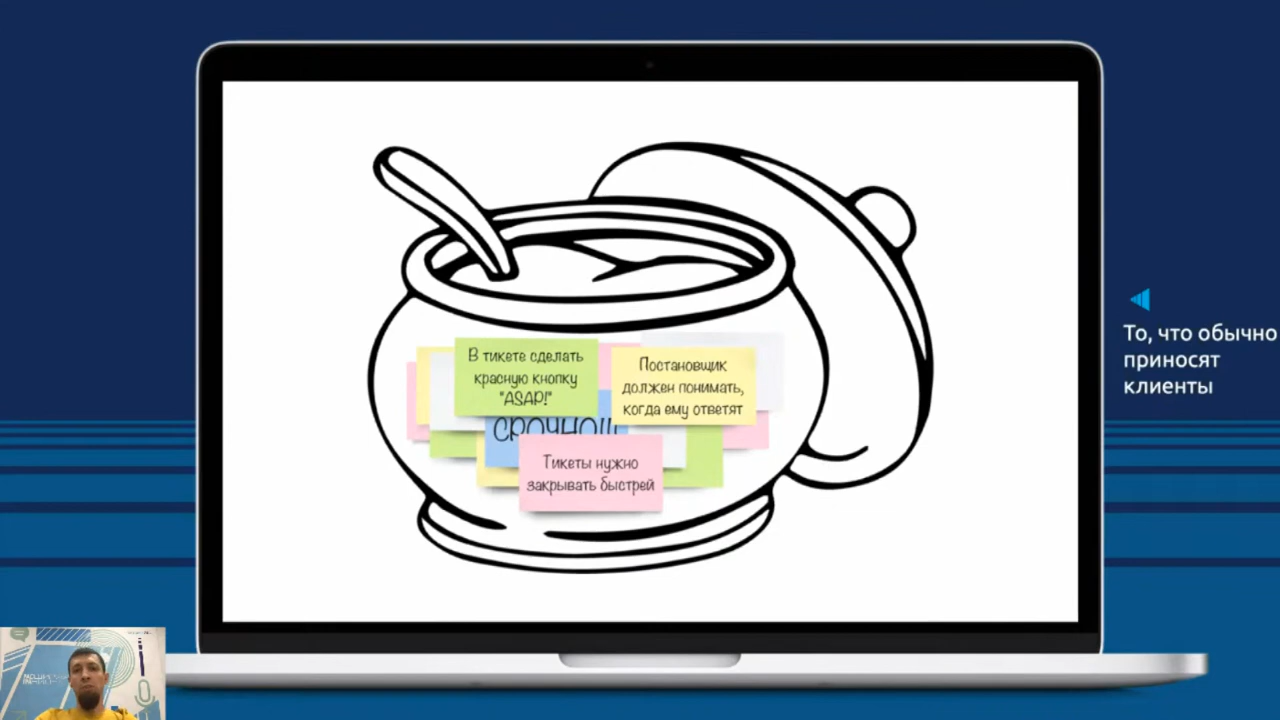 В тикете сделать
красную кнопку
"ASAP!"
Постановщик
должен понимать,
когда ему ответят
СРОЧНО!!!
Тикеты нужно
закрывать быстрей
То, что обычно
приносят
клиенты